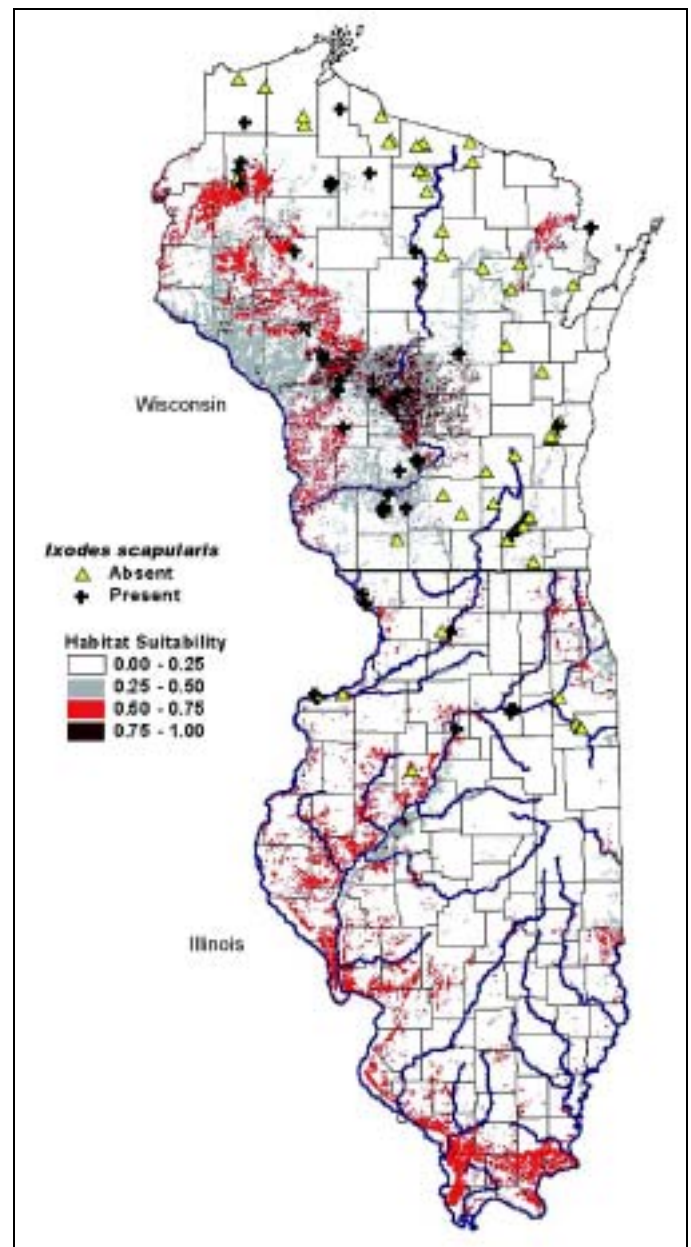 Wisconsin
Ixodes scapularis
Absent
Present
Habitat Suitability
0.00 - 0.25
0.25 - 0.50
0.50 - 0.75
0.75 - 1.00
Illinois